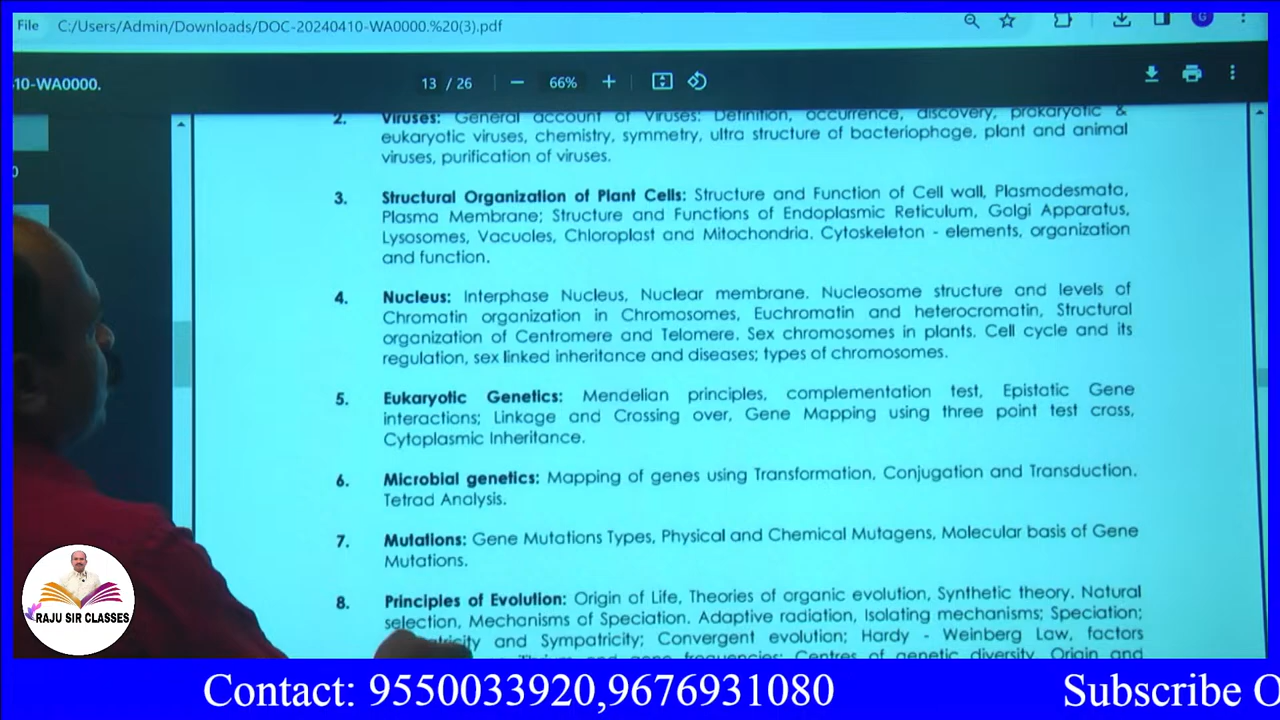 File C:/Users/Admin/Downloads/DOC-20240410-WA0000.%20(3).pdf
G
10-WA0000.
13 / 26
66%
2. Viruses: General account of Viruses: Definition, occurrence, discovery, prokaryotic &
eukaryotic viruses, chemistry, symmetry, ultra structure of bacteriophage, plant and animal
viruses, purification of viruses.
3. Structural Organization of Plant Cells: Structure and Function of Cell wall, Plasmodesmata,
Plasma Membrane; Structure and Functions of Endoplasmic Reticulum, Golgi Apparatus,
Lysosomes, Vacuoles, Chloroplast and Mitochondria. Cytoskeleton - elements, organization
and function.
4. Nucleus: Interphase Nucleus, Nuclear membrane. Nucleosome structure and levels of
Chromatin organization in Chromosomes, Euchromatin and heterocromatin, Structural
organization of Centromere and Telomere. Sex chromosomes in plants. Cell cycle and its
regulation, sex linked inheritance and diseases; types of chromosomes.
5. Eukaryotic Genetics: Mendelian principles, complementation test, Epistatic Gene
interactions; Linkage and Crossing over, Gene Mapping using three point test cross,
Cytoplasmic Inheritance.
6. Microbial genetics: Mapping of genes using Transformation, Conjugation and Transduction.
Tetrad Analysis.
7. Mutations: Gene Mutations Types, Physical and Chemical Mutagens, Molecular basis of Gene
Mutations.
8. Principles of Evolution: Origin of Life, Theories of organic evolution, Synthetic theory. Natural
selection, Mechanisms of Speciation. Adaptive radiation, Isolating mechanisms; Speciation;
and Sympatricity; Convergent evolution; Hardy - Weinberg Law, factors
and gene frequencies; Centres of genetic diversity, Origin and
RAJU SIR CLASSES
Contact: 9550033920,9676931080
Subscribe